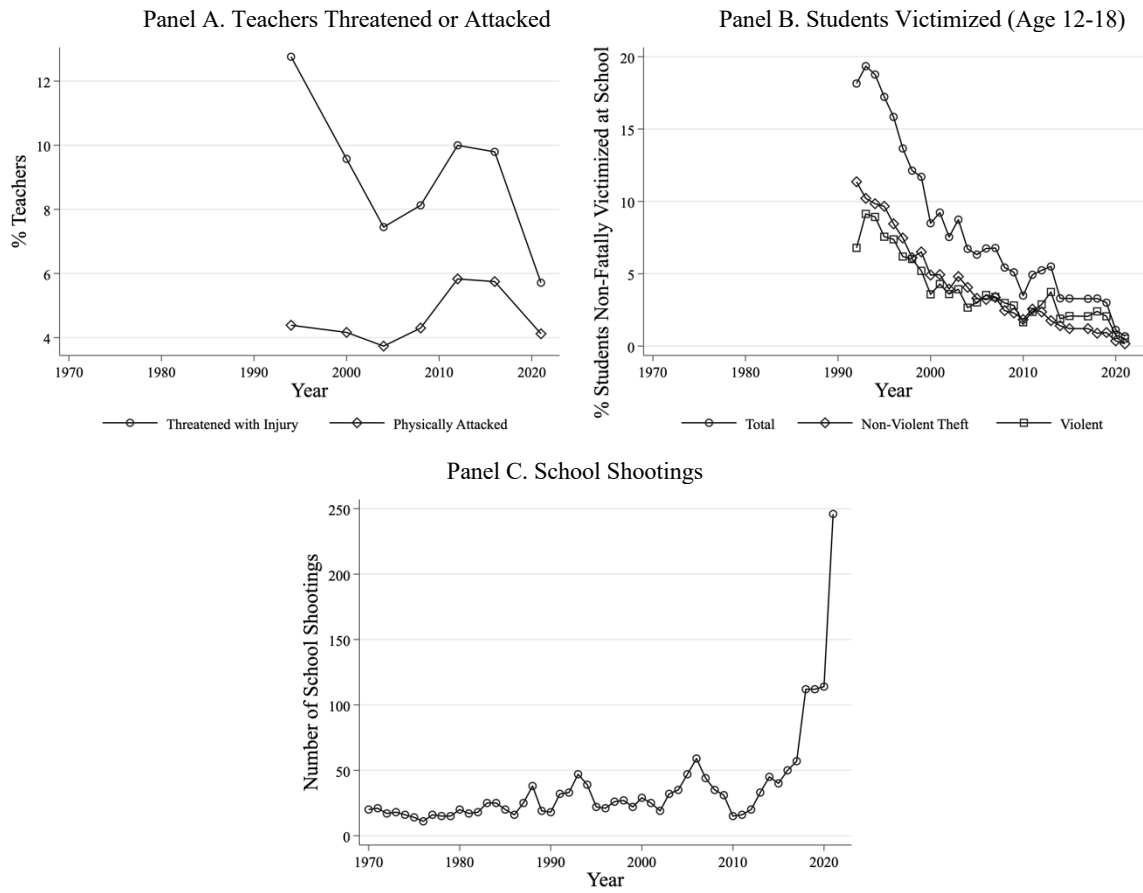 Panel A. Teachers Threatened or Attacked
% Teachers
12
10
8
6
4
1970 1980 1990 2000 2010 2020
Year
Threatened with Injury Physically Attacked
Panel B. Students Victimized (Age 12-18)
% Students Non-Fatally Victimized at School
20
15
10
5
0
1970 1980 1990 2000 2010 2020
Year
Total Non-Violent Theft Violent
Panel C. School Shootings
Number of School Shootings
250
200
150
100
50
0
1970 1980 1990 2000 2010 2020
Year